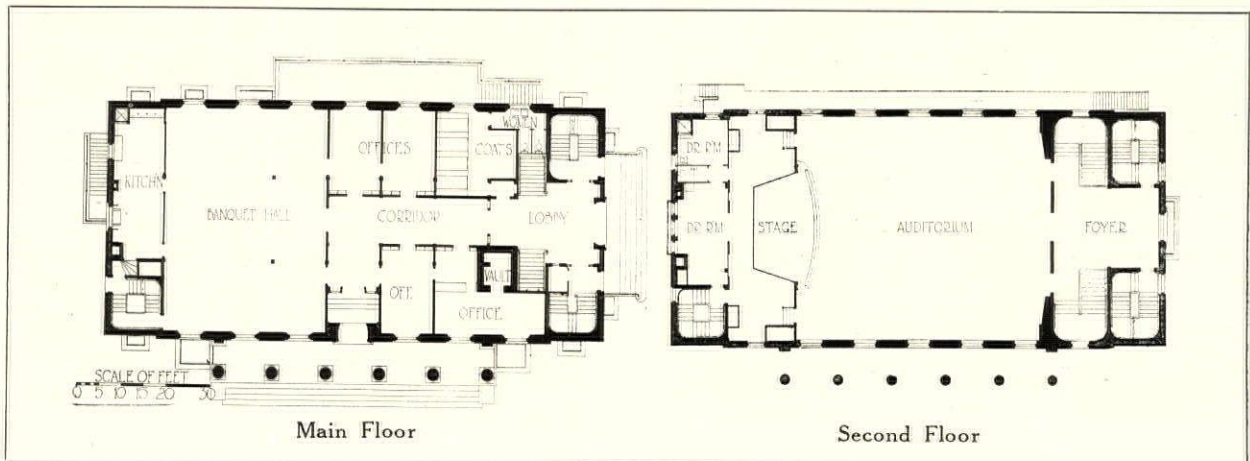 WOMEN
OFFICES
COATS
KITCHN
BANQUET HALL
CORRIDOR
LOBBY
VAULT
OFF.
OFFICE
SCALE OF FEET
0 5 10 15 20 30
Main Floor
DR. RM
DR. RM
STAGE
AUDITORIUM
FOYER
Second Floor